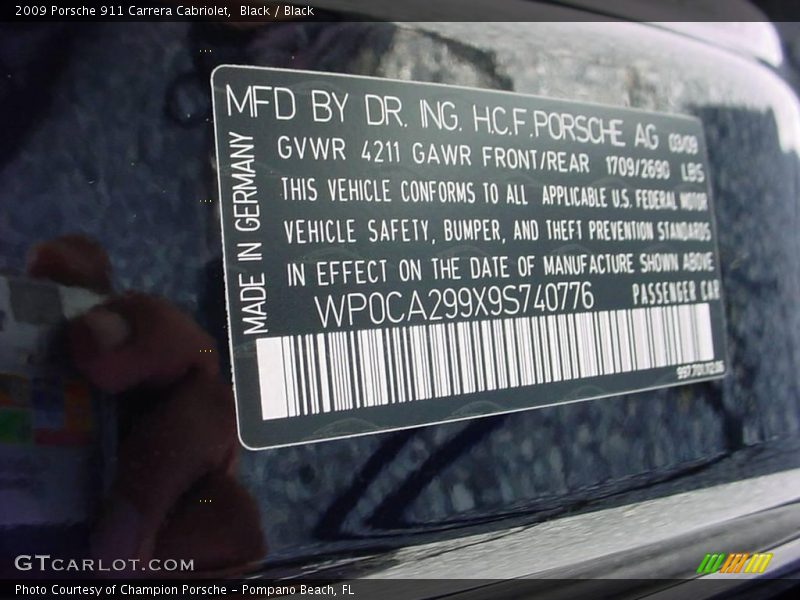 2009 Porsche 911 Carrera Cabriolet,  Black / Black
MFD BY DR. ING. H.C.F. PORSCHE AG 03/09
GVWR 4211 GAWR FRONT/REAR 1709/2690 LBS
THIS VEHICLE CONFORMS TO ALL APPLICABLE U.S. FEDERAL MOTOR
VEHICLE SAFETY, BUMPER, AND THEFT PREVENTION STANDARDS
IN EFFECT ON THE DATE OF MANUFACTURE SHOWN ABOVE
WP0CA299X9S740776 PASSENGER CAR
MADE IN GERMANY
GTCARLOT.COM
Photo Courtesy of Champion Porsche - Pompano Beach, FL